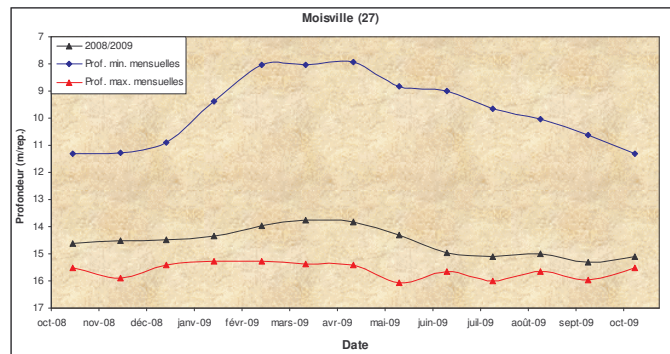 Moisville (27)
2008/2009
Prof. min. mensuelles
Prof. max. mensuelles
Profondeur (m/rep.)
7
8
9
10
11
12
13
14
15
16
17
oct-08 nov-08 déc-08 janv-09 févr-09 mars-09 avr-09 mai-09 juin-09 juil-09 août-09 sept-09 oct-09
Date